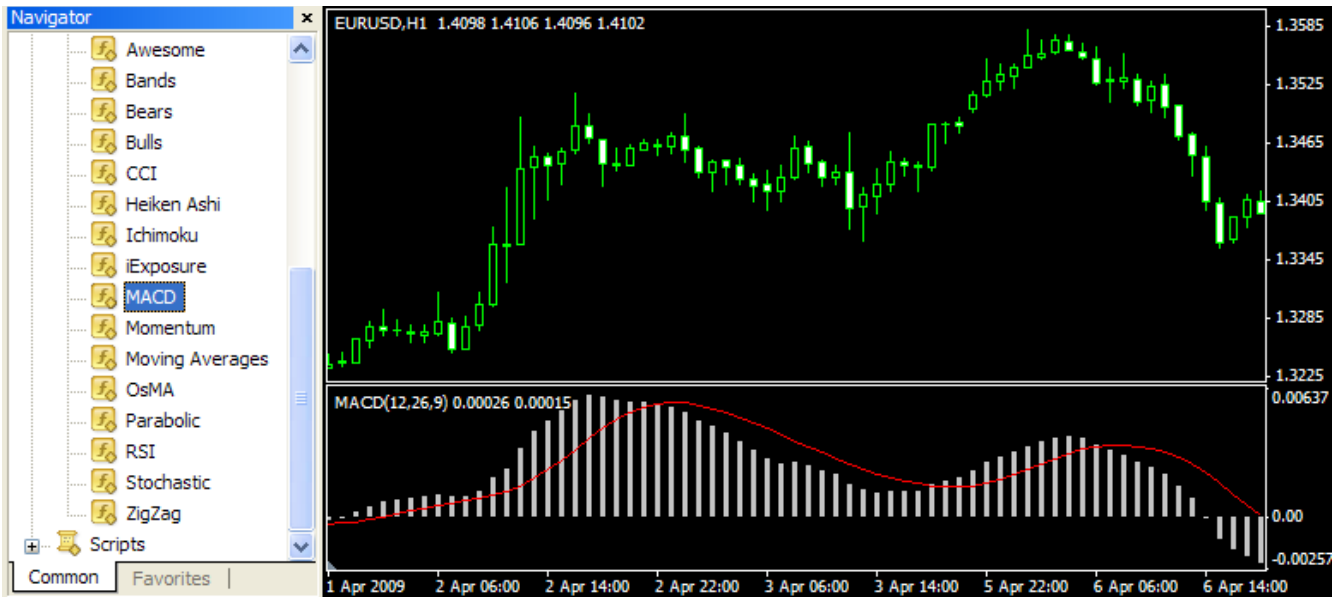 Navigator
Awesome
Bands
Bears
Bulls
CCI
Heiken Ashi
Ichimoku
iExposure
MACD
Momentum
Moving Averages
OsMA
Parabolic
RSI
Stochastic
ZigZag
Scripts
Common Favorites
EURUSD,H1 1.4098 1.4106 1.4096 1.4102
1.3585
1.3525
1.3465
1.3405
1.3345
1.3285
1.3225
MACD(12,26,9) 0.00026 0.00015
0.00637
0.00
-0.00257
1 Apr 2009 2 Apr 06:00 2 Apr 14:00 2 Apr 22:00 3 Apr 06:00 3 Apr 14:00 5 Apr 22:00 6 Apr 06:00 6 Apr 14:00